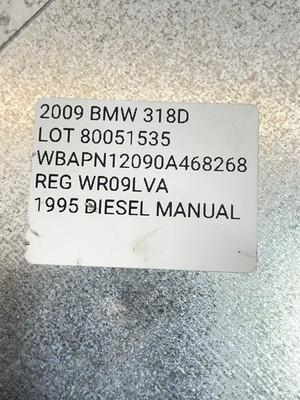 2009 BMW 318D
LOT 80051535
WBAPN12090A468268
REG WR09LVA
1995 DIESEL MANUAL